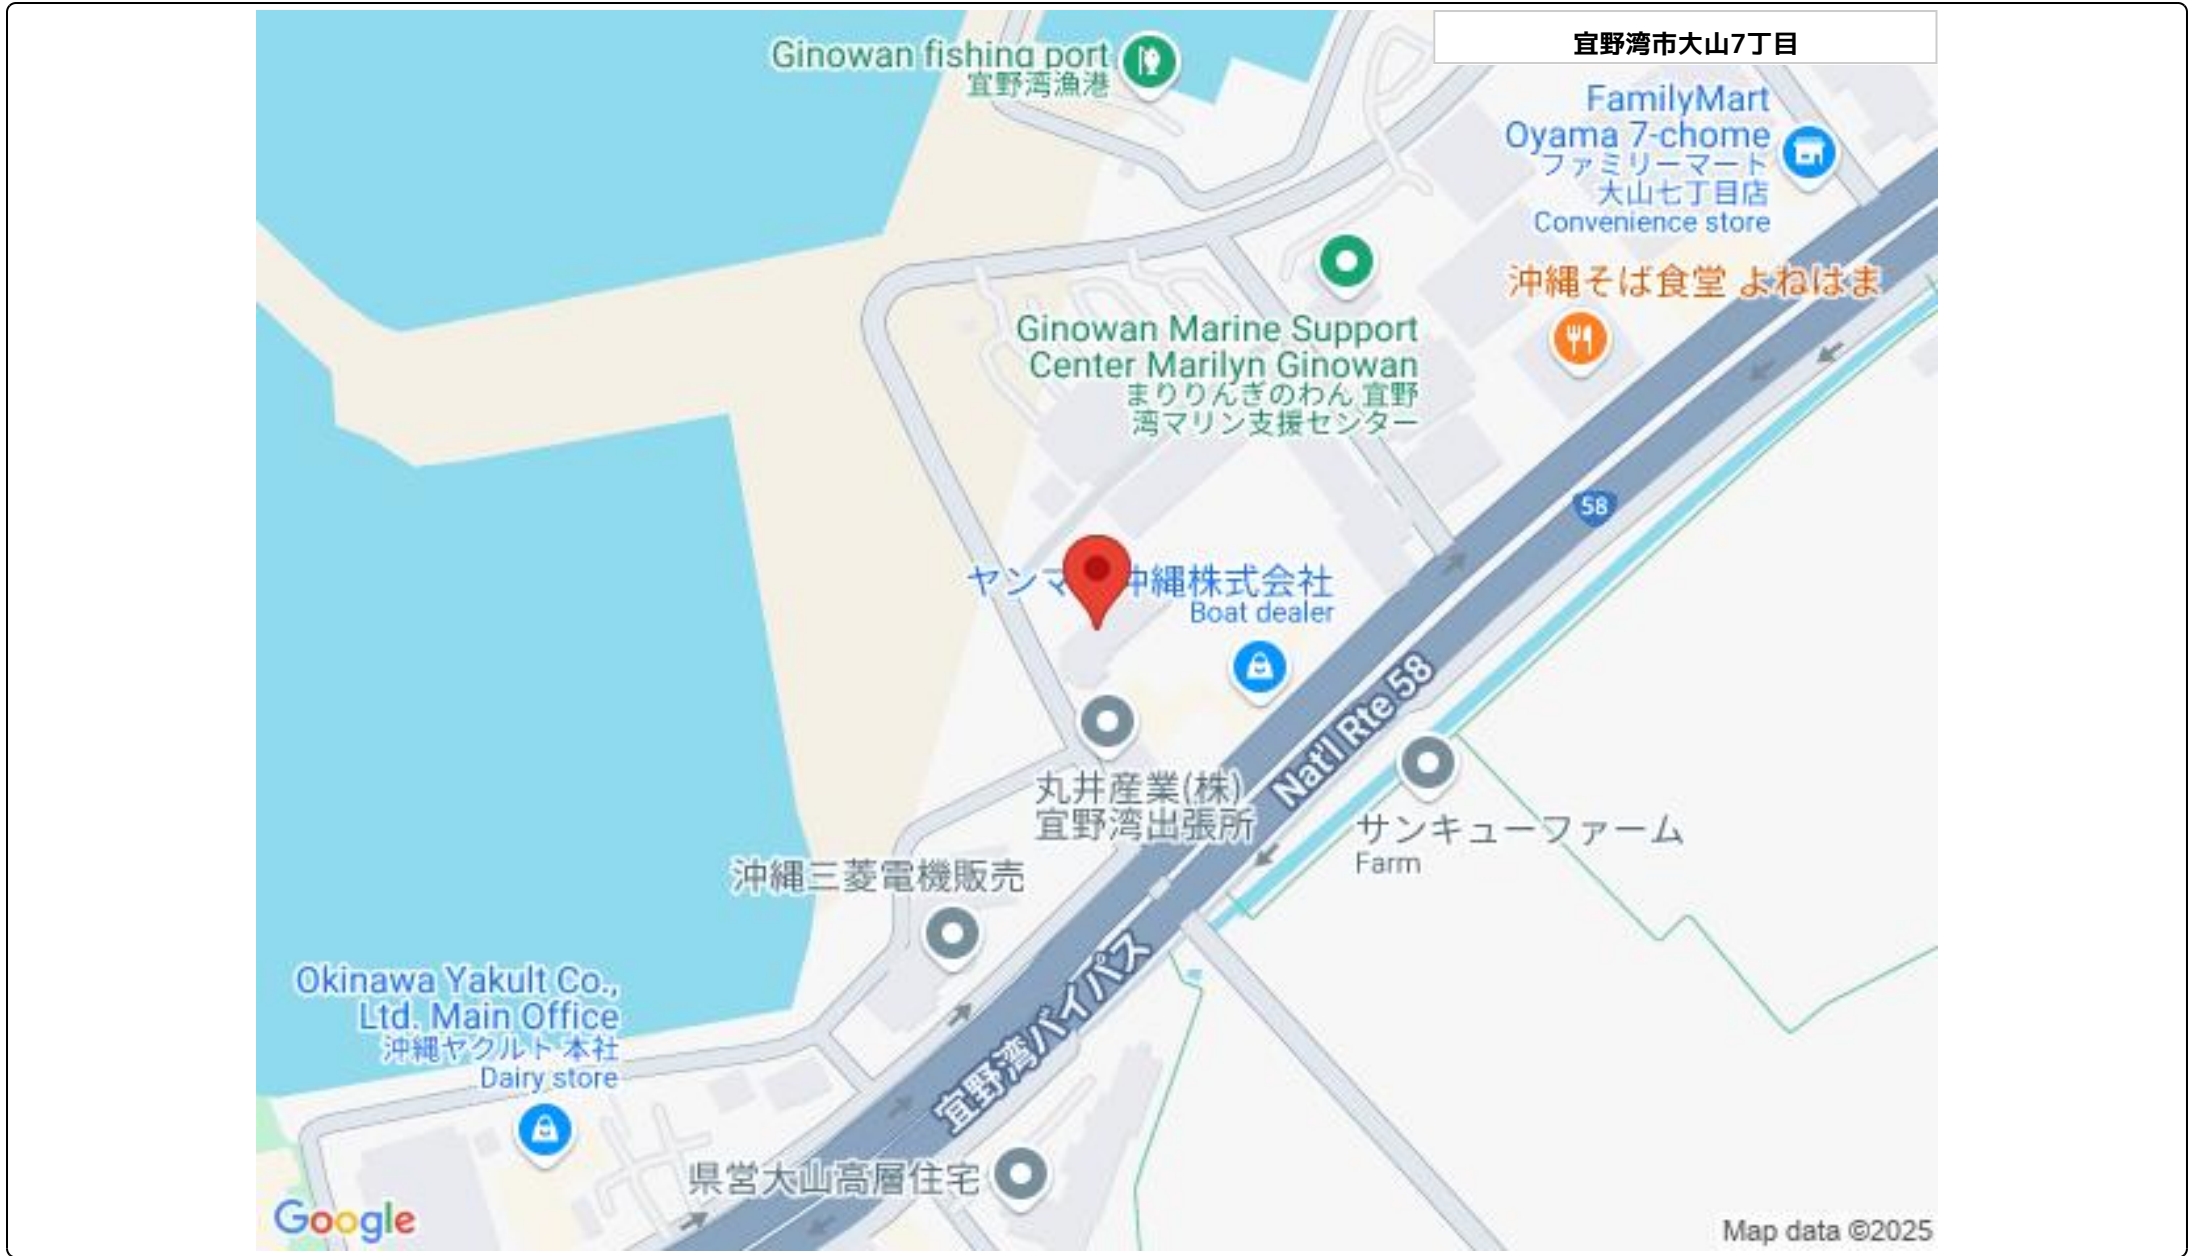 宜野湾市大山7丁目
Ginowan fishing port
宜野湾漁港
FamilyMart
Oyama 7-chome
ファミリーマート
大山七丁目店
Convenience store
沖縄そば食堂 よねはま
Ginowan Marine Support
Center Marilyn Ginowan
まりりんぎのわん 宜野
湾マリン支援センター
58
ヤンマ 沖縄株式会社
Boat dealer
Nat'l Rte 58
丸井産業(株)
宜野湾出張所
サンキューファーム
Farm
沖縄三菱電機販売
宜野湾バイパス
Okinawa Yakult Co.,
Ltd. Main Office
沖縄ヤクルト 本社
Dairy store
県営大山高層住宅
Google
Map data ©2025